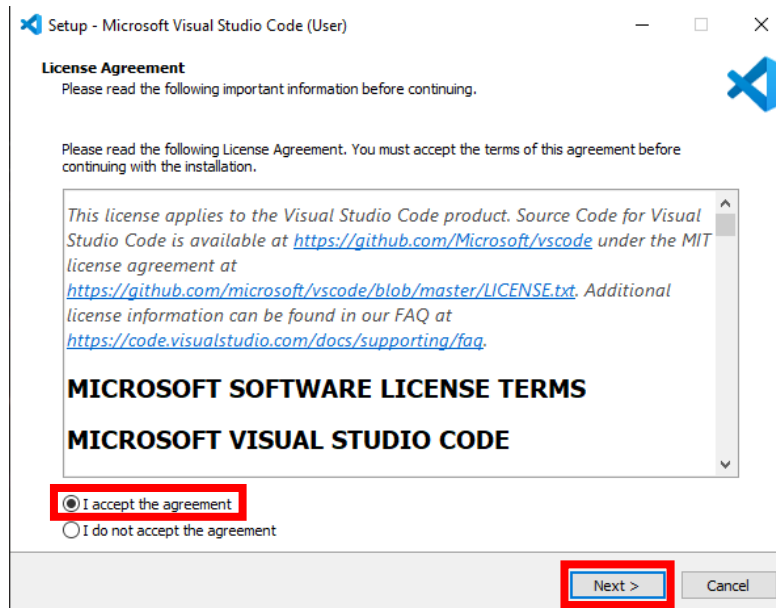 Setup - Microsoft Visual Studio Code (User)
License Agreement
Please read the following important information before continuing.
Please read the following License Agreement. You must accept the terms of this agreement before
continuing with the installation.
This license applies to the Visual Studio Code product. Source Code for Visual
Studio Code is available at https://github.com/Microsoft/vscode under the MIT
license agreement at
https://github.com/microsoft/vscode/blob/master/LICENSE.txt. Additional
license information can be found in our FAQ at
https://code.visualstudio.com/docs/supporting/faq.
MICROSOFT SOFTWARE LICENSE TERMS
MICROSOFT VISUAL STUDIO CODE
I accept the agreement
I do not accept the agreement
Next >
Cancel